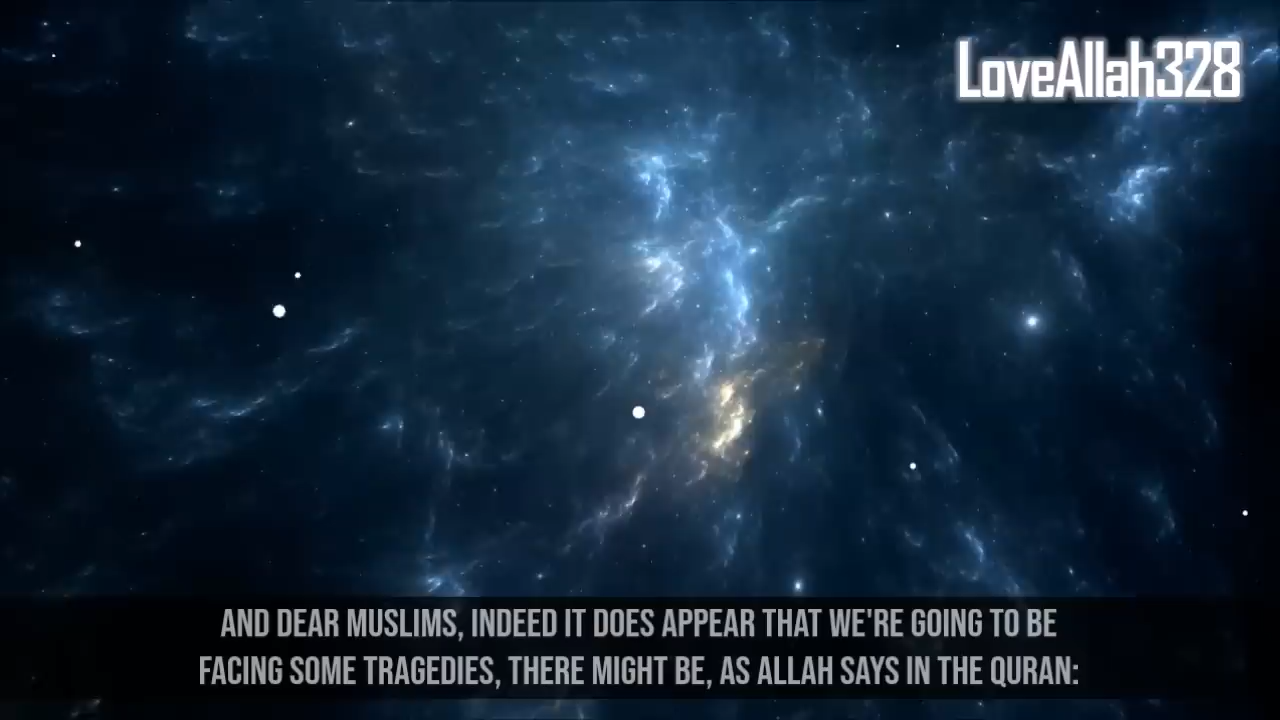 LoveAllah328
AND DEAR MUSLIMS, INDEED IT DOES APPEAR THAT WE'RE GOING TO BE
FACING SOME TRAGEDIES, THERE MIGHT BE, AS ALLAH SAYS IN THE QURAN: